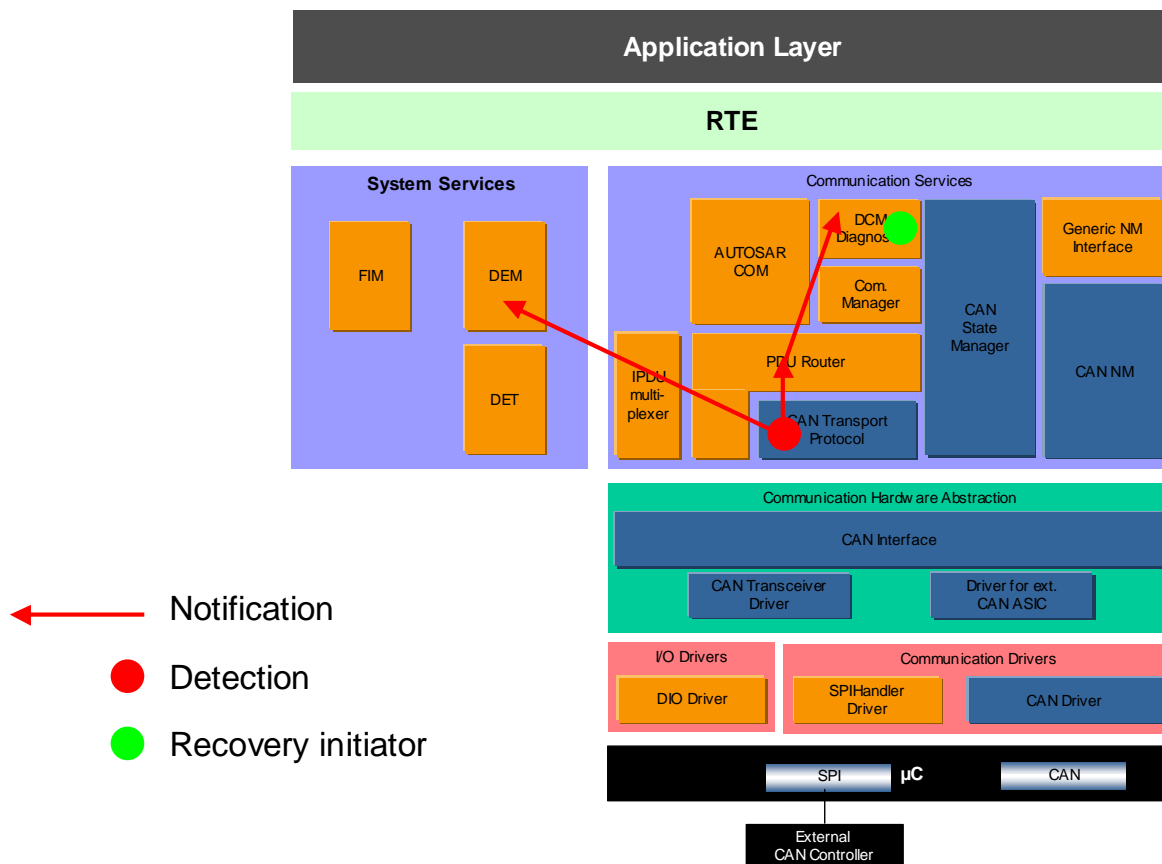 Application Layer
RTE
System Services
FIM
DEM
DET
Communication Services
AUTOSAR
COM
DCM
Com.
Manager
CAN
State
Manager
Generic NM
Interface
CAN NM
IPDU
multi-
plexer
PDU Router
CAN Transport
Protocol
Communication Hardware Abstraction
CAN Interface
CAN Transceiver
Driver
Driver for ext.
CAN ASIC
I/O Drivers
DIO Driver
Communication Drivers
SPIHandler
Driver
CAN Driver
SPI
µC
CAN
External
CAN Controller
Notification
Detection
Recovery initiator